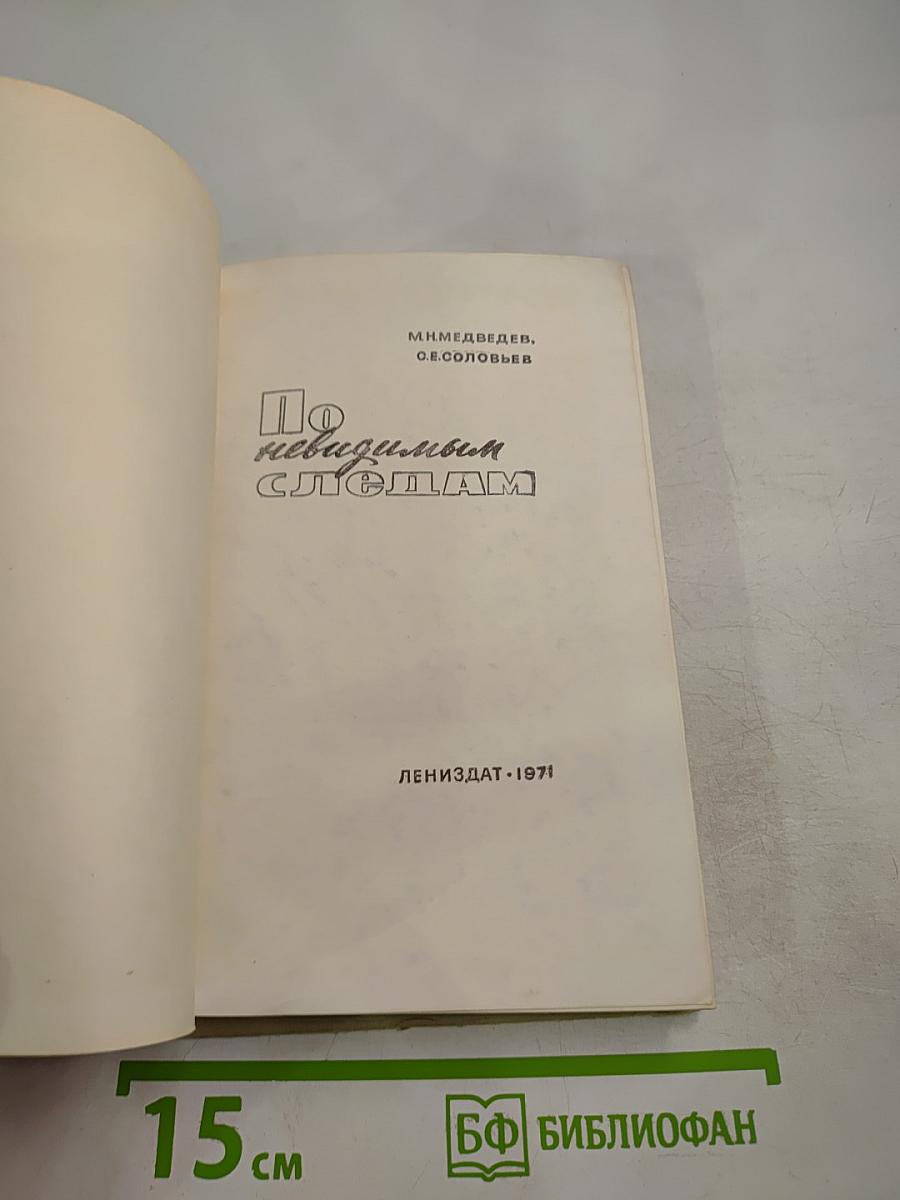 М.Н.МЕДВЕДЕВ,
С.Е.СОЛОВЬЕВ
По
невидимым
следам
ЛЕНИЗДАТ • 1971
15 см
БФ БИБЛИОФАН